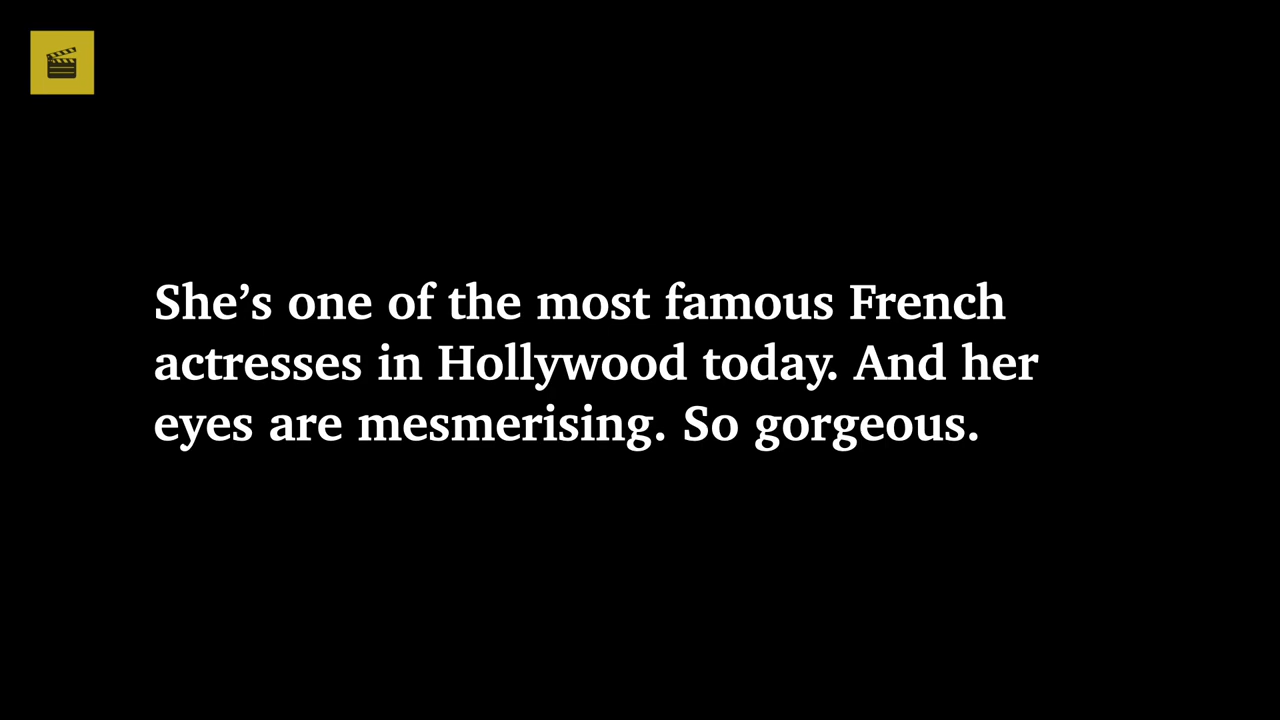 She’s one of the most famous French
actresses in Hollywood today. And her
eyes are mesmerising. So gorgeous.